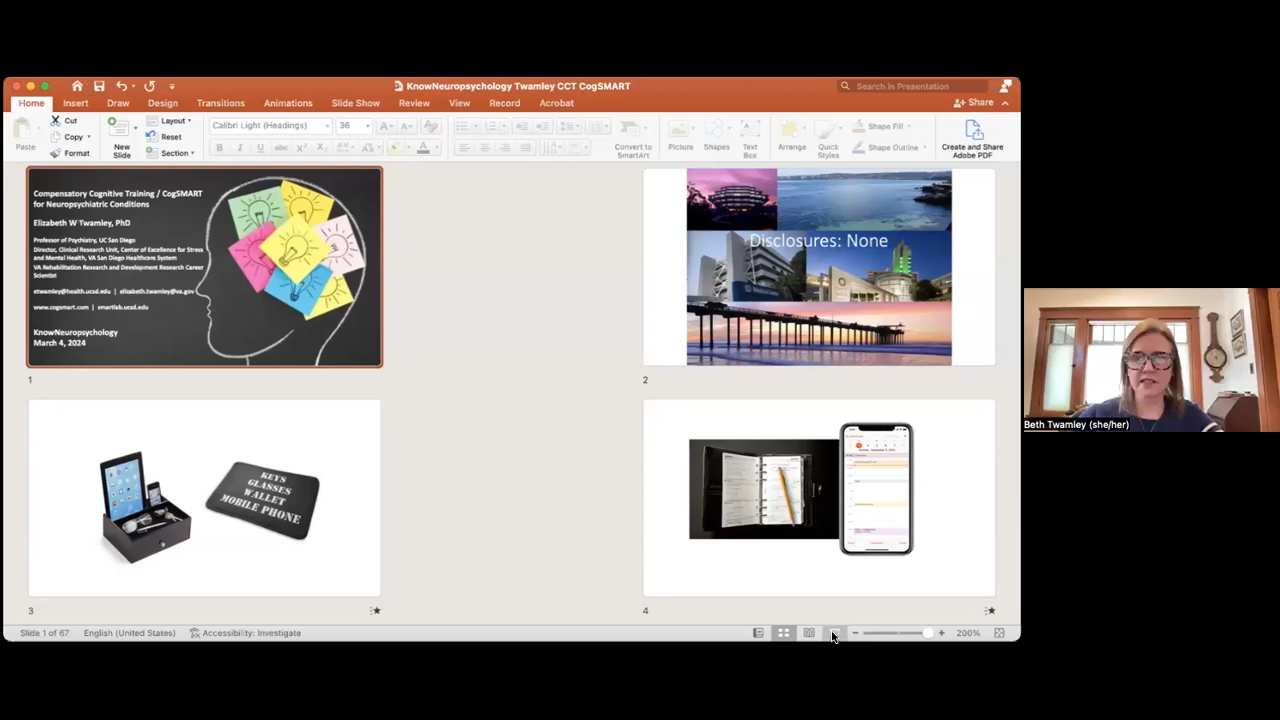 KnowNeuropsychology Twamley CCT CogSMART
Search in Presentation
Home Insert Draw Design Transitions Animations Slide Show Review View Record Acrobat
Share
Paste
Cut
Copy
Format
New Slide
Layout
Reset
Section
Calibri Light (Headings) 36
Convert to SmartArt
Picture
Shapes
Text Box
Arrange
Quick Styles
Shape Fill
Shape Outline
Create and Share Adobe PDF
Compensatory Cognitive Training / CogSMART
for Neuropsychiatric Conditions
Elizabeth W Twamley, PhD
Professor of Psychiatry, UC San Diego
Director, Clinical Research Unit, Center of Excellence for Stress
and Mental Health, VA San Diego Healthcare System
VA Rehabilitation Research and Development Research Career
Scientist
etwamley@health.ucsd.edu | elizabeth.twamley@va.gov
www.cogsmart.com | smartlab.ucsd.edu
KnowNeuropsychology
March 4, 2024
1
Disclosures: None
2
KEYS
GLASSES
WALLET
MOBILE PHONE
3
4
Beth Twamley (she/her)
Slide 1 of 67 English (United States) Accessibility: Investigate
200%